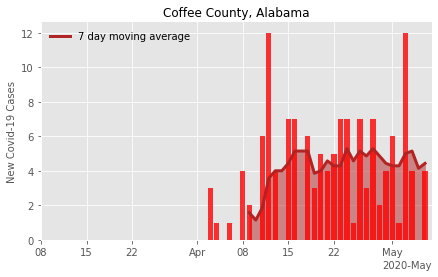 Coffee County, Alabama
7 day moving average
New Covid-19 Cases
12
10
8
6
4
2
0
08 15 22 Apr 08 15 22 May
2020-May